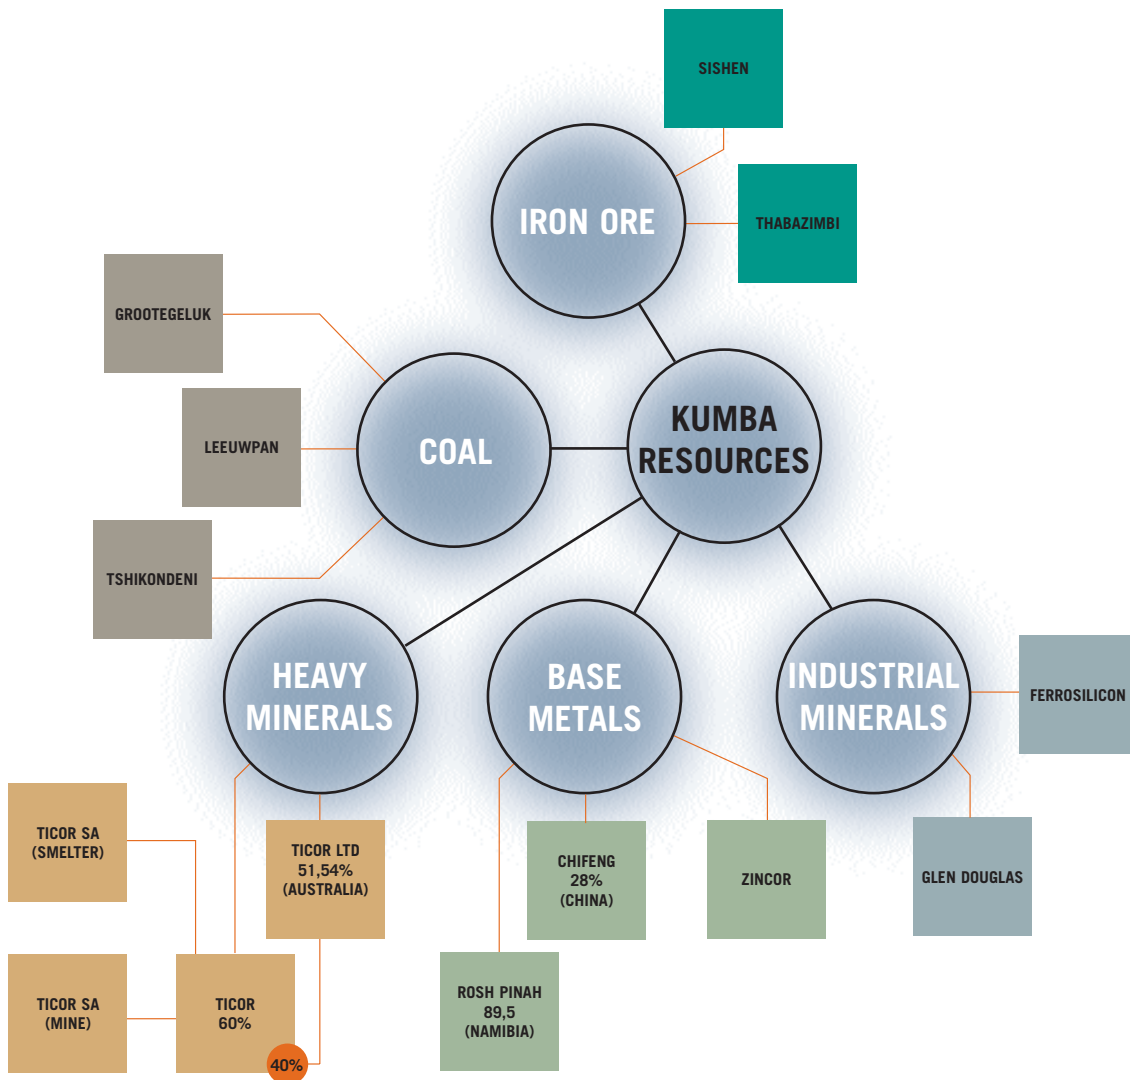 SISHEN
IRON ORE
THABAZIMBI
GROOTEGELUK
LEEUWPAN
COAL
KUMBA
RESOURCES
TSHIKONDENI
HEAVY
MINERALS
BASE
METALS
INDUSTRIAL
MINERALS
FERROSILICON
TICOR SA
(SMELTER)
TICOR LTD
51,54%
(AUSTRALIA)
CHIFENG
28%
(CHINA)
ZINCOR
GLEN DOUGLAS
TICOR SA
(MINE)
TICOR
60%
40%
ROSH PINAH
89,5
(NAMIBIA)